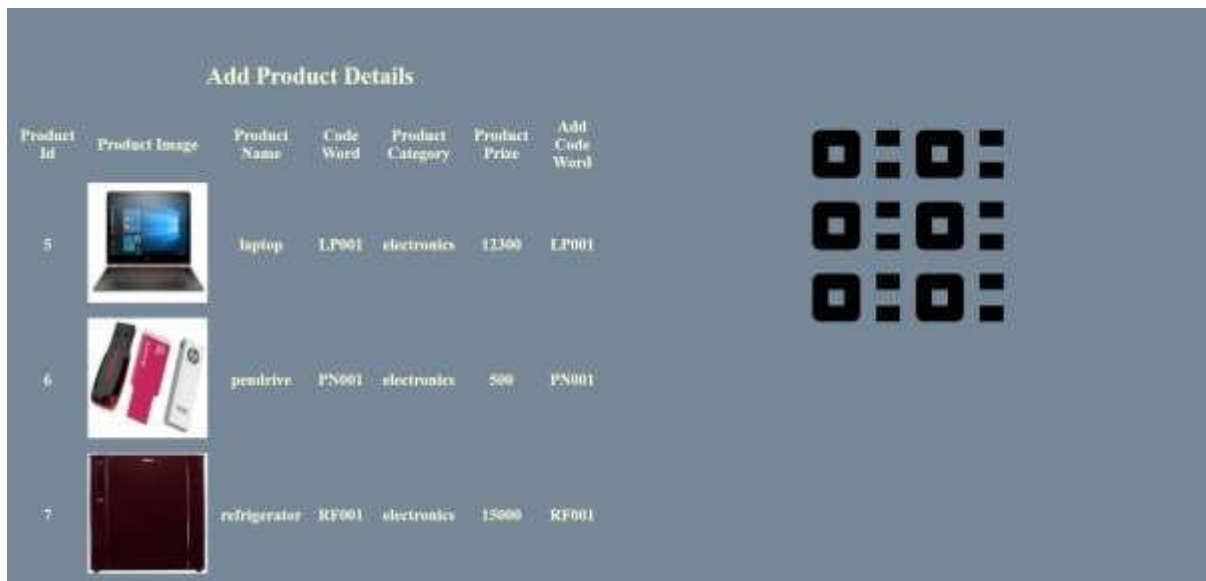 Add Product Details
Product Id Product Image Product Name Code Word Product Category Product Prize Add Code Word
5 laptop LP001 electronics 12300 LP001
6 pendrive PN001 electronics 500 PN001
7 refrigerator RF001 electronics 15000 RF001